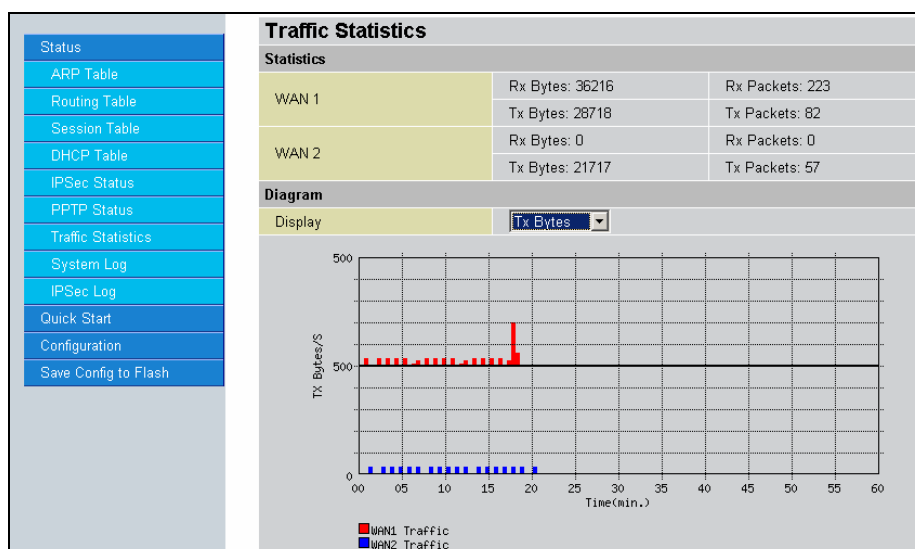 Status
ARP Table
Routing Table
Session Table
DHCP Table
IPSec Status
PPTP Status
Traffic Statistics
System Log
IPSec Log
Quick Start
Configuration
Save Config to Flash
Traffic Statistics
Statistics
WAN 1
Rx Bytes: 36216 Rx Packets: 223
Tx Bytes: 28718 Tx Packets: 82
WAN 2
Rx Bytes: 0 Rx Packets: 0
Tx Bytes: 21717 Tx Packets: 57
Diagram
Display Tx Bytes
500
TX Bytes/S
500
0
00 05 10 15 20 25 30 35 40 45 50 55 60
Time(min.)
WAN1 Traffic
WAN2 Traffic